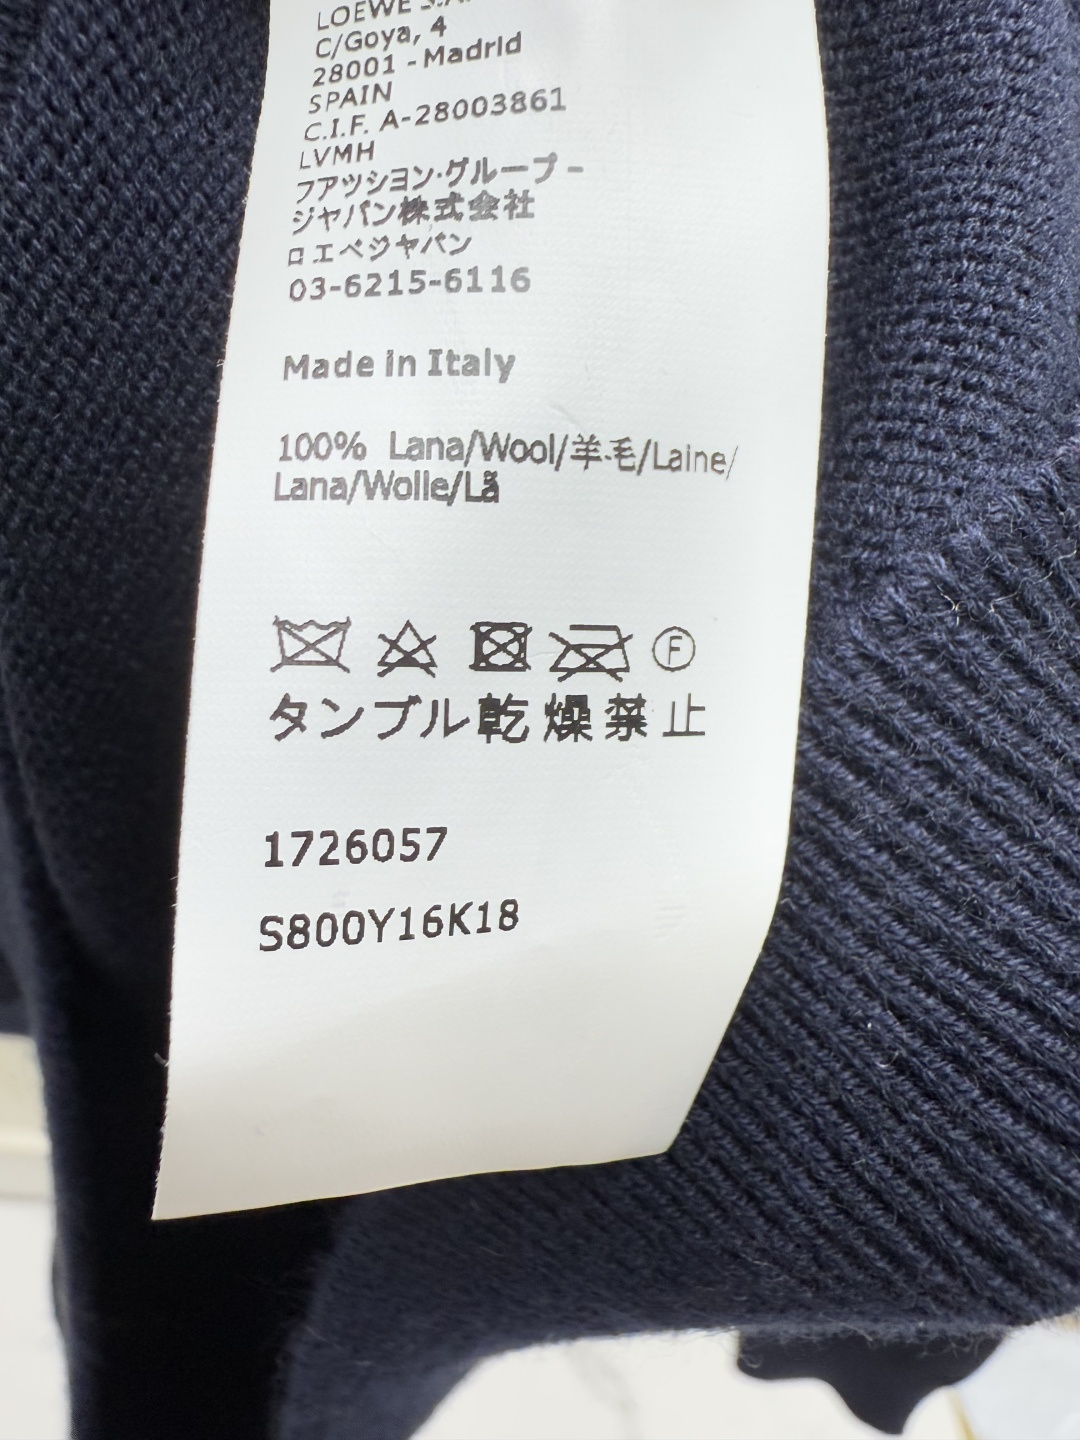 LOEWE S.A.
C/Goya, 4
28001 - Madrid
SPAIN
C.I.F. A-28003861
LVMH
ファッション・グループ -
ジャパン株式会社
ロエベジャパン
03-6215-6116
Made in Italy
100% Lana/Wool/羊毛/Laine/
Lana/Wolle/Lã
F
タンブル乾燥禁止
1726057
S800Y16K18